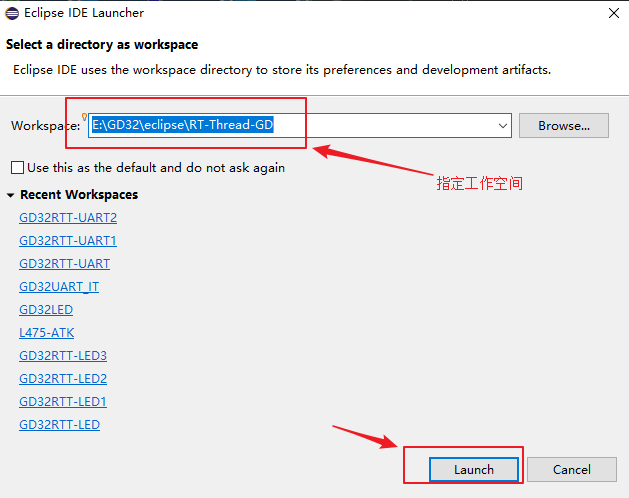 Eclipse IDE Launcher
Select a directory as workspace
Eclipse IDE uses the workspace directory to store its preferences and development artifacts.
Workspace: E:\GD32\eclipse\RT-Thread-GD Browse...
指定工作空间
Use this as the default and do not ask again
Recent Workspaces
GD32RTT-UART2
GD32RTT-UART1
GD32RTT-UART
GD32UART_IT
GD32LED
L475-ATK
GD32RTT-LED3
GD32RTT-LED2
GD32RTT-LED1
GD32RTT-LED
Launch Cancel